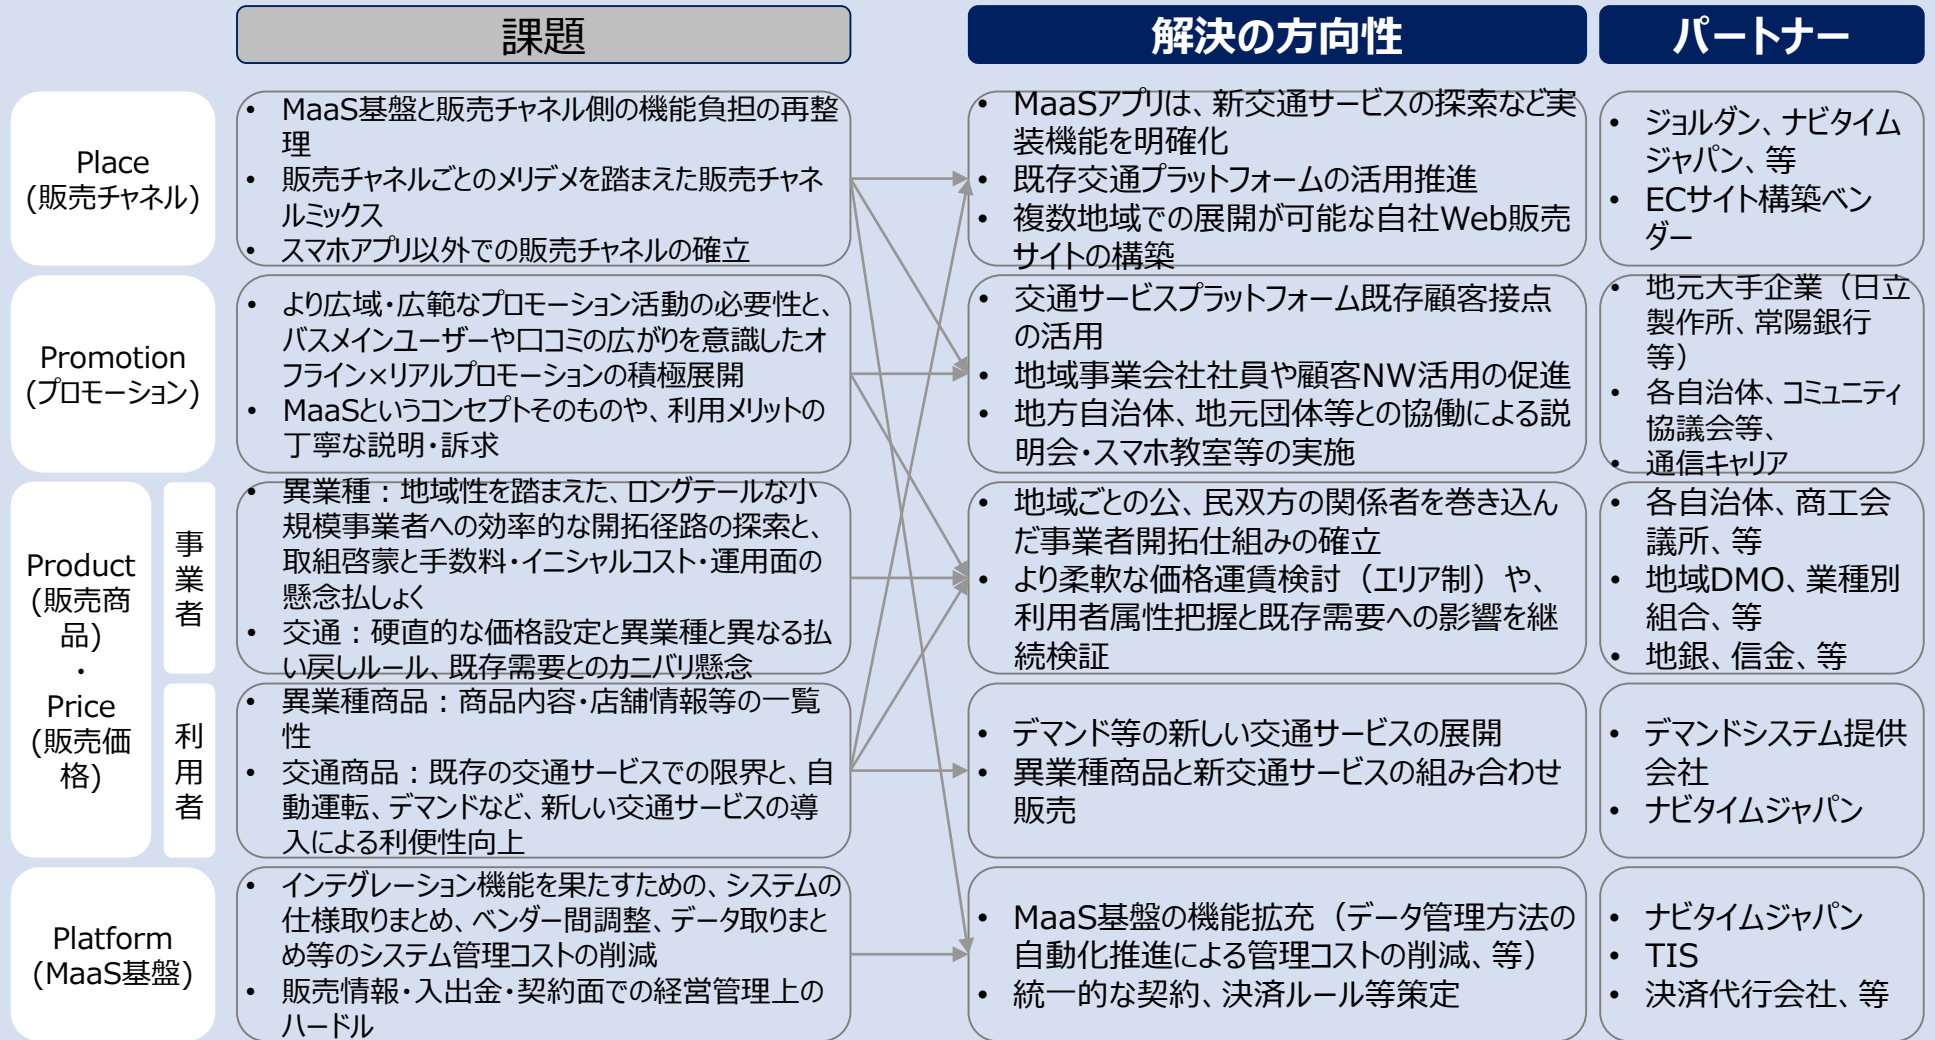 課題
解決の方向性
パートナー
Place
(販売チャネル)
• MaaS基盤と販売チャネル側の機能負担の再整
理
• 販売チャネルごとのメリデメを踏まえた販売チャネ
ルミックス
• スマホアプリ以外での販売チャネルの確立
• MaaSアプリは、新交通サービスの探索など実
装機能を明確化
• 既存交通プラットフォームの活用推進
• 複数地域での展開が可能な自社Web販売
サイトの構築
• ジョルダン、ナビタイム
ジャパン、等
• ECサイト構築ベン
ダー
Promotion
(プロモーション)
• より広域・広範なプロモーション活動の必要性と、
バスメインユーザーや口コミの広がりを意識したオ
フライン×リアルプロモーションの積極展開
• MaaSというコンセプトそのものや、利用メリットの
丁寧な説明・訴求
• 交通サービスプラットフォーム既存顧客接点
の活用
• 地域事業会社社員や顧客NW活用の促進
• 地方自治体、地元団体等との協働による説
明会・スマホ教室等の実施
• 地元大手企業（日立
製作所、常陽銀行
等）
• 各自治体、コミュニティ
協議会等、
• 通信キャリア
Product
(販売商
品)
・
Price
(販売価
格)
事
業
者
• 異業種：地域性を踏まえた、ロングテールな小
規模事業者への効率的な開拓径路の探索と、
取組啓蒙と手数料・イニシャルコスト・運用面の
懸念払しょく
• 交通：硬直的な価格設定と異業種と異なる払
い戻しルール、既存需要とのカニバリ懸念
• 地域ごとの公、民双方の関係者を巻き込ん
だ事業者開拓仕組みの確立
• より柔軟な価格運賃検討（エリア制）や、
利用者属性把握と既存需要への影響を継
続検証
• 各自治体、商工会
議所、等
• 地域DMO、業種別
組合、等
• 地銀、信金、等
利
用
者
• 異業種商品：商品内容・店舗情報等の一覧
性
• 交通商品：既存の交通サービスでの限界と、自
動運転、デマンドなど、新しい交通サービスの導
入による利便性向上
• デマンド等の新しい交通サービスの展開
• 異業種商品と新交通サービスの組み合わせ
販売
• デマンドシステム提供
会社
• ナビタイムジャパン
Platform
(MaaS基盤)
• インテグレーション機能を果たすための、システムの
仕様取りまとめ、ベンダー間調整、データ取りまと
め等のシステム管理コストの削減
• 販売情報・入出金・契約面での経営管理上の
ハードル
• MaaS基盤の機能拡充（データ管理方法の
自動化推進による管理コストの削減、等）
• 統一的な契約、決済ルール等策定
• ナビタイムジャパン
• TIS
• 決済代行会社、等